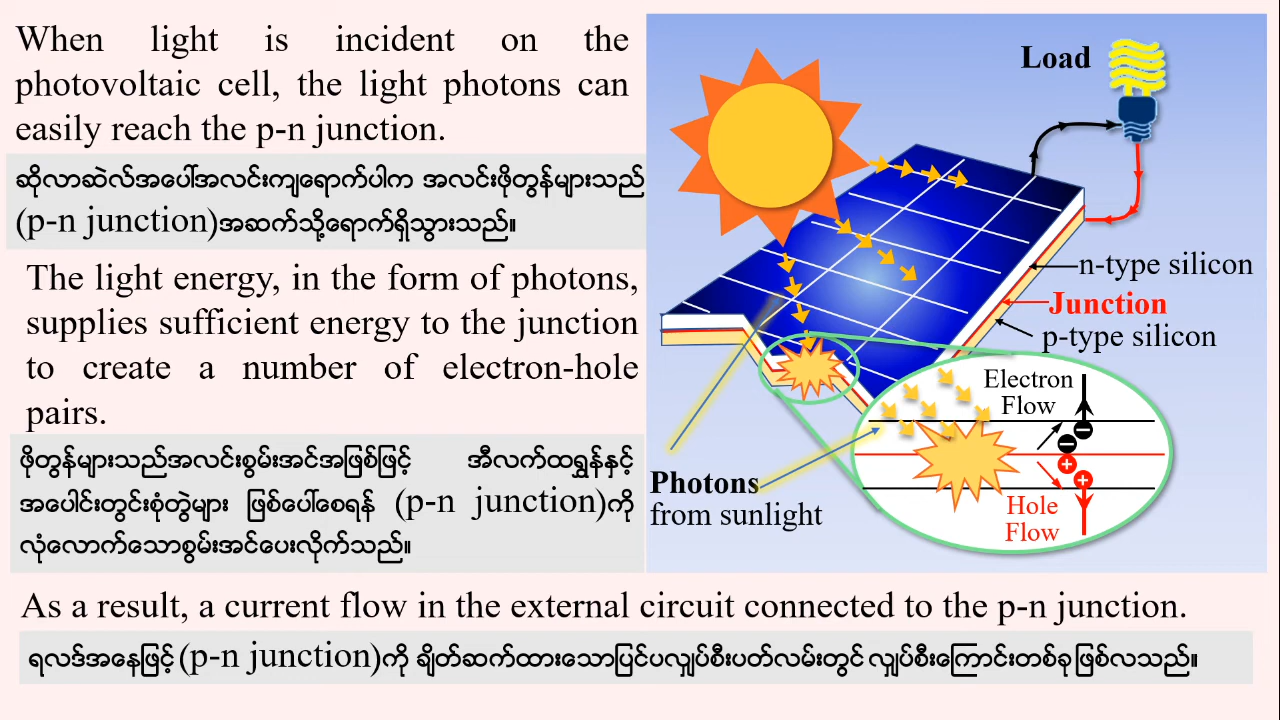 When light is incident on the
photovoltaic cell, the light photons can
easily reach the p-n junction.
ဆိုလာဆဲလ်အပေါ်အလင်းကျရောက်ပါက အလင်းဖိုတွန်များသည်
(p-n junction)အဆက်သို့ရောက်ရှိသွားသည်။
The light energy, in the form of photons,
supplies sufficient energy to the junction
to create a number of electron-hole
pairs.
ဖိုတွန်များသည်အလင်းစွမ်းအင်အဖြစ်ဖြင့် အီလက်ထရွှန်နှင့်
အပေါင်းတွင်းစုံတွဲများ ဖြစ်ပေါ်စေရန် (p-n junction)ကို
လုံလောက်သောစွမ်းအင်ပေးလိုက်သည်။
As a result, a current flow in the external circuit connected to the p-n junction.
ရလဒ်အနေဖြင့် (p-n junction)ကို ချိတ်ဆက်ထားသောပြင်ပလျှပ်စီးပတ်လမ်းတွင် လျှပ်စီးကြောင်းတစ်ခုဖြစ်လသည်။
Load
n-type silicon
Junction
p-type silicon
Electron
Flow
Hole
Flow
Photons
from sunlight